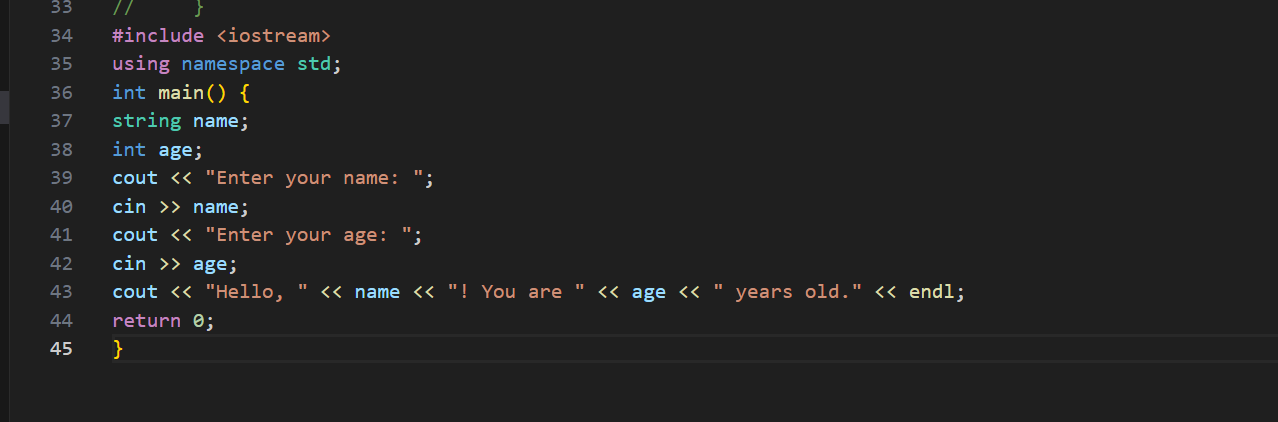 33 //     }
34 #include <iostream>
35 using namespace std;
36 int main() {
37 string name;
38 int age;
39 cout << "Enter your name: ";
40 cin >> name;
41 cout << "Enter your age: ";
42 cin >> age;
43 cout << "Hello, " << name << "! You are " << age << " years old." << endl;
44 return 0;
45 }